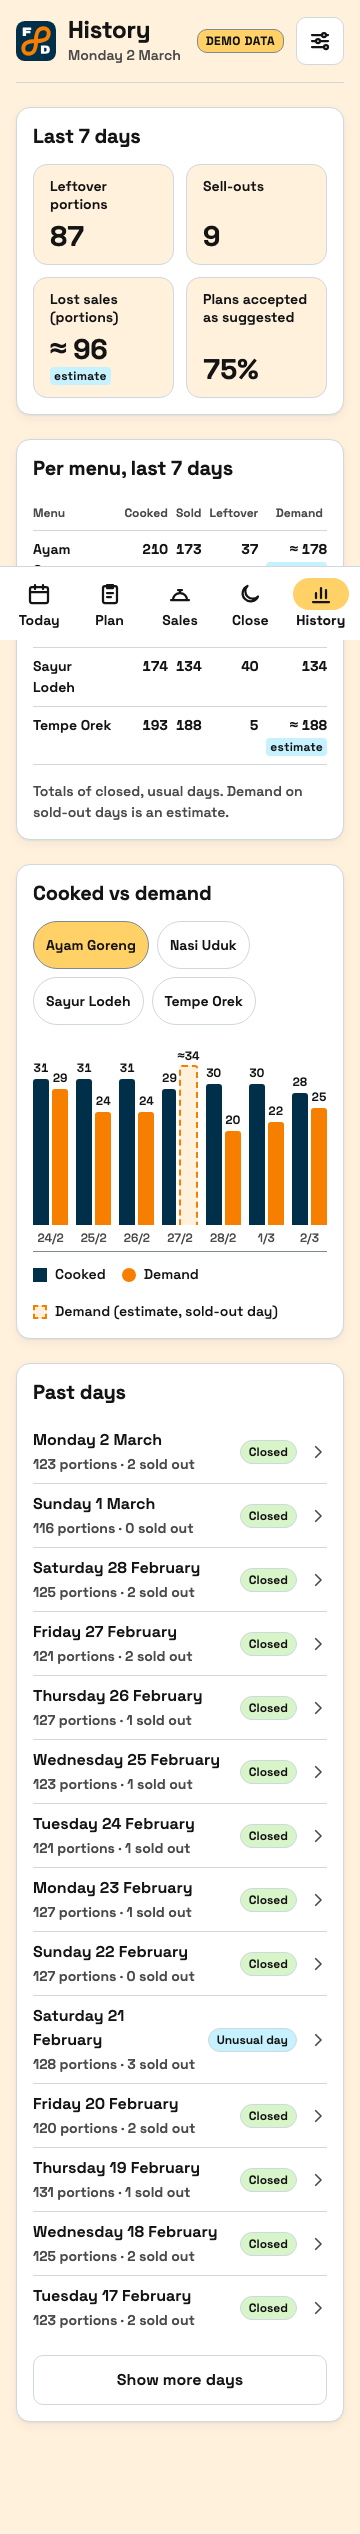 F
D
History
Monday 2 March
DEMO DATA
Last 7 days
Leftover
portions
87
Sell-outs
9
Lost sales
(portions)
≈ 96
estimate
Plans accepted
as suggested
75%
Per menu, last 7 days
Menu Cooked Sold Leftover Demand
Ayam 210 173 37 ≈ 178
Today Plan Sales Close History
Sayur 174 134 40 134
Lodeh
Tempe Orek 193 188 5 ≈ 188
estimate
Totals of closed, usual days. Demand on
sold-out days is an estimate.
Cooked vs demand
Ayam Goreng Nasi Uduk
Sayur Lodeh Tempe Orek
31 29 31 24 31 24 29 ≈34 30 20 30 22 28 25
24/2 25/2 26/2 27/2 28/2 1/3 2/3
Cooked Demand
Demand (estimate, sold-out day)
Past days
Monday 2 March
123 portions · 2 sold out
Closed
Sunday 1 March
116 portions · 0 sold out
Closed
Saturday 28 February
125 portions · 2 sold out
Closed
Friday 27 February
121 portions · 2 sold out
Closed
Thursday 26 February
127 portions · 1 sold out
Closed
Wednesday 25 February
123 portions · 1 sold out
Closed
Tuesday 24 February
121 portions · 1 sold out
Closed
Monday 23 February
127 portions · 1 sold out
Closed
Sunday 22 February
127 portions · 0 sold out
Closed
Saturday 21
February
128 portions · 3 sold out
Unusual day
Friday 20 February
120 portions · 2 sold out
Closed
Thursday 19 February
131 portions · 1 sold out
Closed
Wednesday 18 February
125 portions · 2 sold out
Closed
Tuesday 17 February
123 portions · 2 sold out
Closed
Show more days